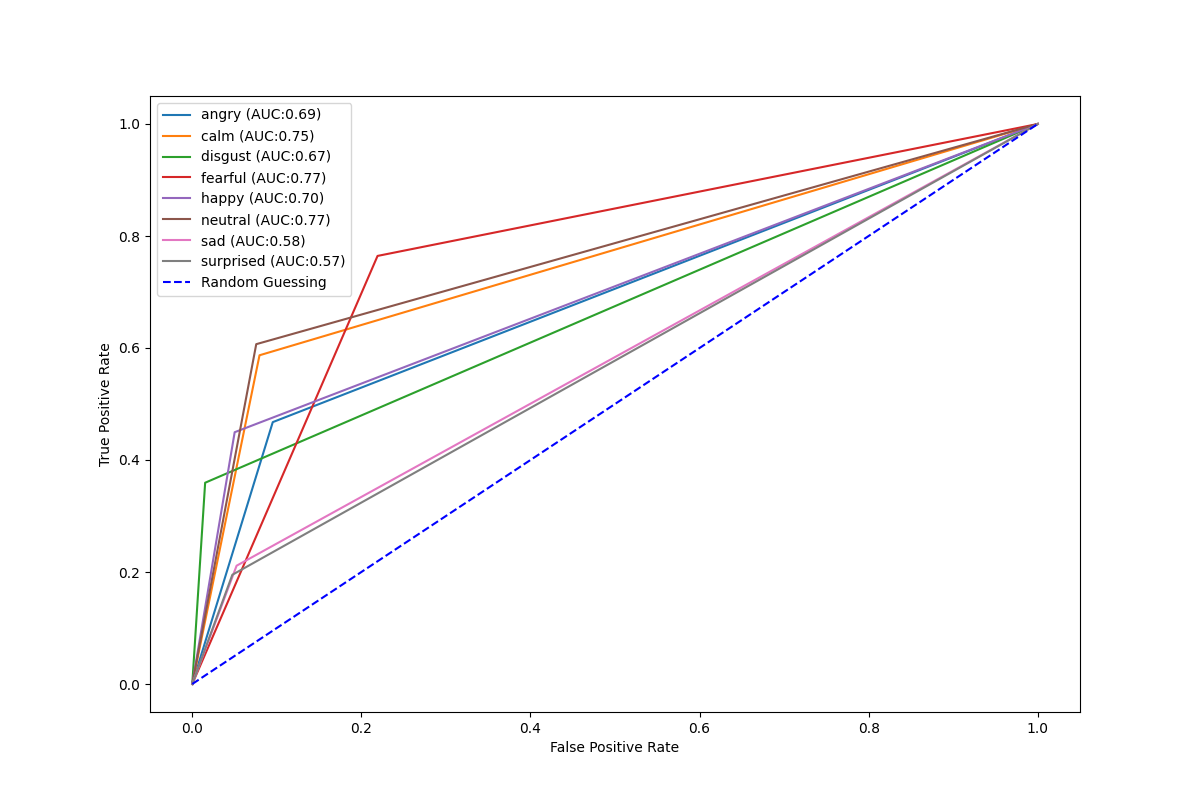 angry (AUC:0.69)
calm (AUC:0.75)
disgust (AUC:0.67)
fearful (AUC:0.77)
happy (AUC:0.70)
neutral (AUC:0.77)
sad (AUC:0.58)
surprised (AUC:0.57)
Random Guessing
True Positive Rate
1.0
0.8
0.6
0.4
0.2
0.0
0.0 0.2 0.4 0.6 0.8 1.0
False Positive Rate